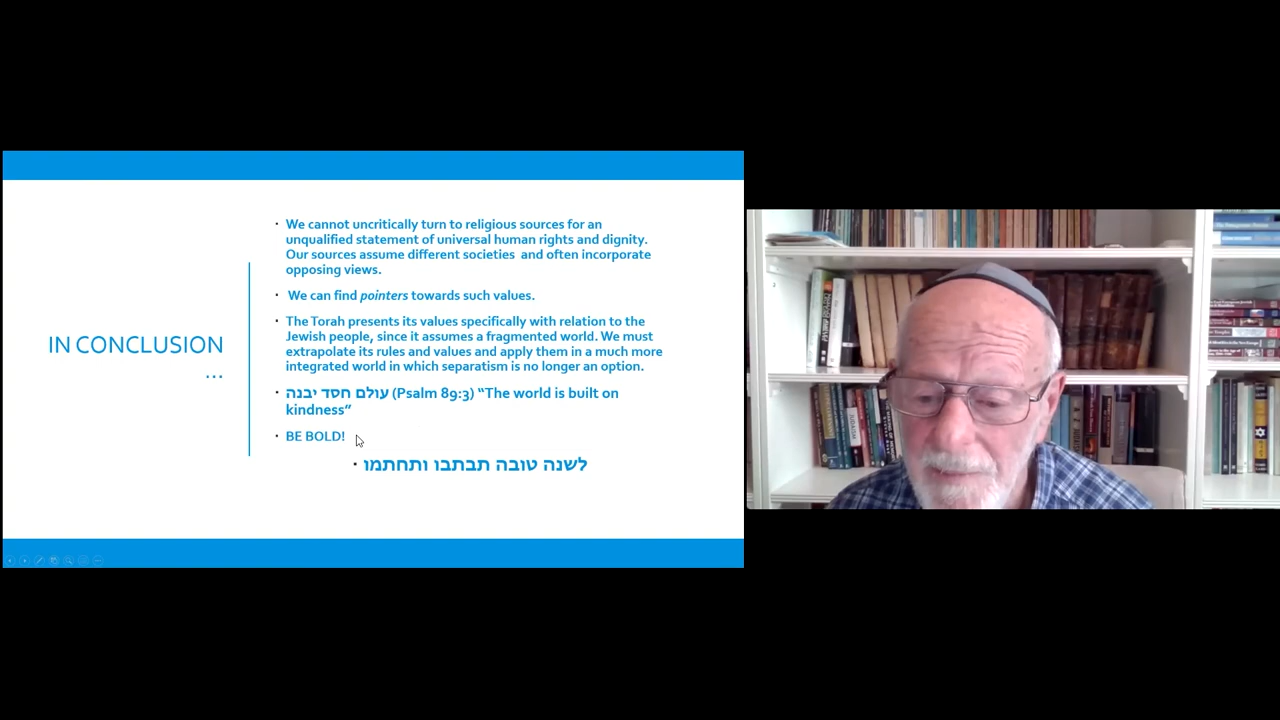 IN CONCLUSION
…
We cannot uncritically turn to religious sources for an
unqualified statement of universal human rights and dignity.
Our sources assume different societies and often incorporate
opposing views.
We can find pointers towards such values.
The Torah presents its values specifically with relation to the
Jewish people, since it assumes a fragmented world. We must
extrapolate its rules and values and apply them in a much more
integrated world in which separatism is no longer an option.
עולם חסד יבנה (Psalm 89:3) “The world is built on
kindness”
BE BOLD!
לשנה טובה תבתבו ותחתמו